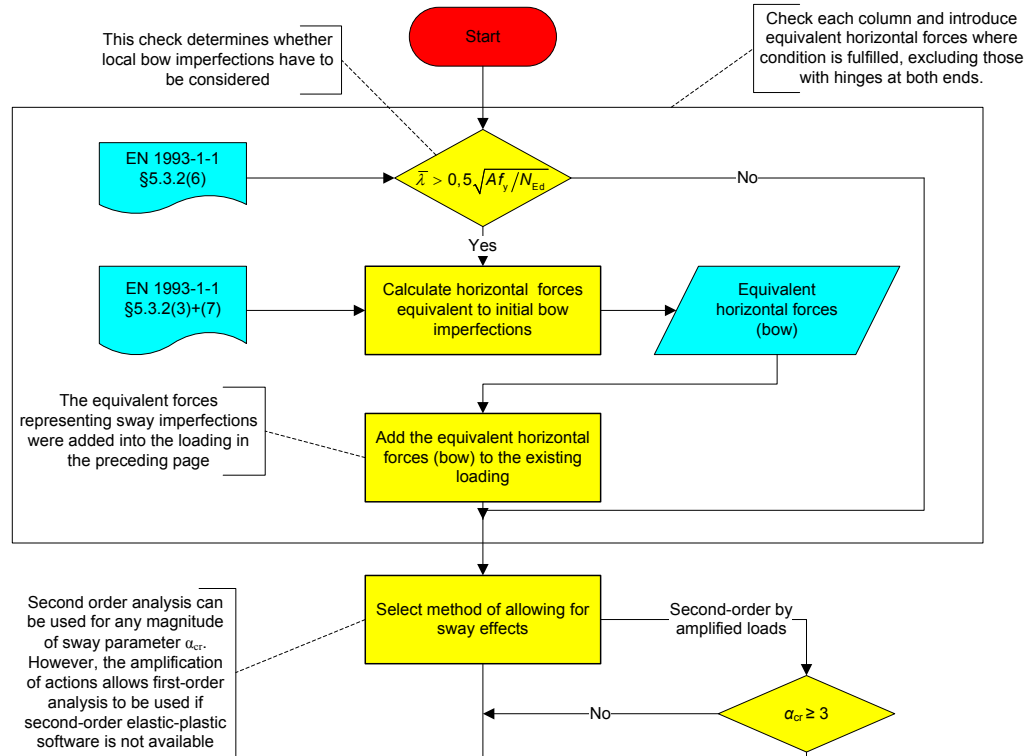 This check determines whether
local bow imperfections have to
be considered
Start
Check each column and introduce
equivalent horizontal forces where
condition is fulfilled, excluding those
with hinges at both ends.
EN 1993-1-1
§5.3.2(6)
λ̅ > 0,5√(Af_y/N_Ed)
No
Yes
EN 1993-1-1
§5.3.2(3)+(7)
Calculate horizontal forces
equivalent to initial bow
imperfections
Equivalent
horizontal forces
(bow)
The equivalent forces
representing sway imperfections
were added into the loading in
the preceding page
Add the equivalent horizontal
forces (bow) to the existing
loading
Second order analysis can
be used for any magnitude
of sway parameter α_cr.
However, the amplification
of actions allows first-order
analysis to be used if
second-order elastic-plastic
software is not available
Select method of allowing for
sway effects
Second-order by
amplified loads
No
α_cr ≥ 3